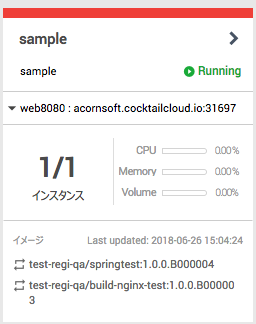 sample
sample
Running
web8080 : acornsoft.cocktailcloud.io:31697
1/1
インスタンス
CPU 0.00%
Memory 0.00%
Volume 0.00%
イメージ Last updated: 2018-06-26 15:04:24
test-regi-qa/springtest:1.0.0.B000004
test-regi-qa/build-nginx-test:1.0.0.B00000
3